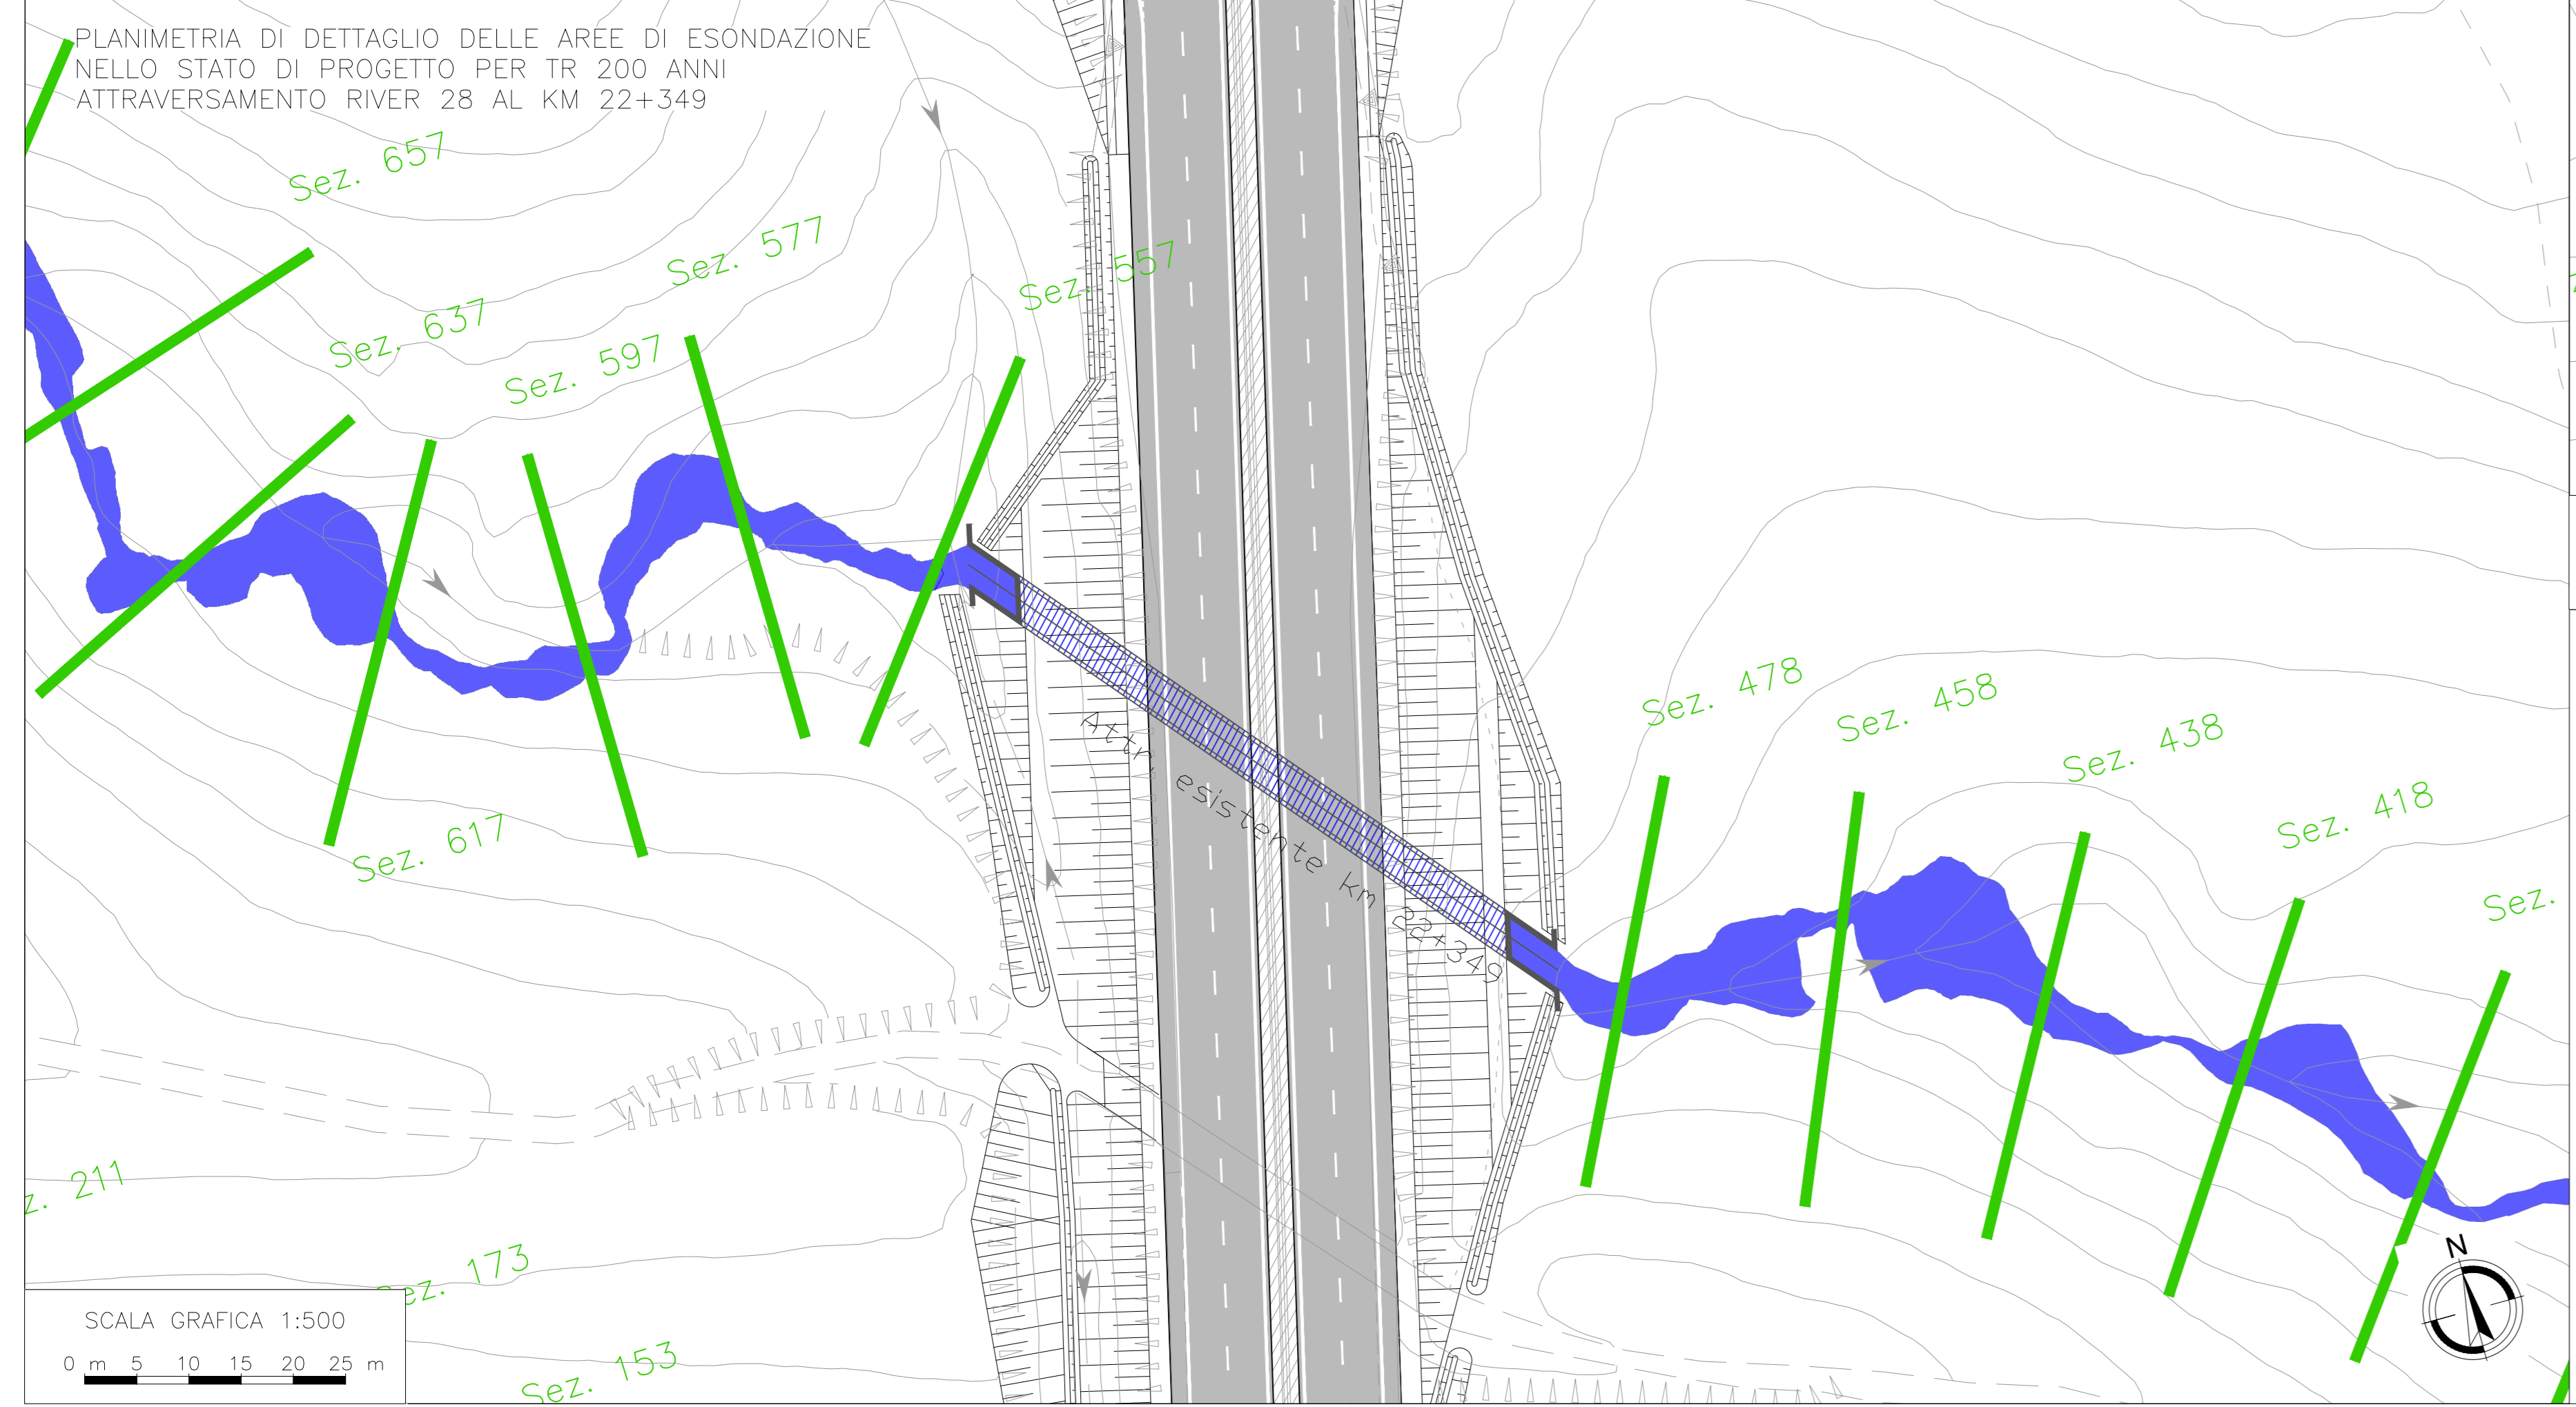 PLANIMETRIA DI DETTAGLIO DELLE AREE DI ESONDAZIONE
NELLO STATO DI PROGETTO PER TR 200 ANNI
ATTRAVERSAMENTO RIVER 28 AL KM 22+349
Sez. 657
Sez. 577
Sez. 557
Sez. 637
Sez. 597
Sez. 478
Sez. 458
Sez. 438
Sez. 418
Attr. esistente km 22+349
Sez. 617
Sez.
z. 211
Sez. 173
N
SCALA GRAFICA 1:500
0 m 5 10 15 20 25 m
Sez. 153